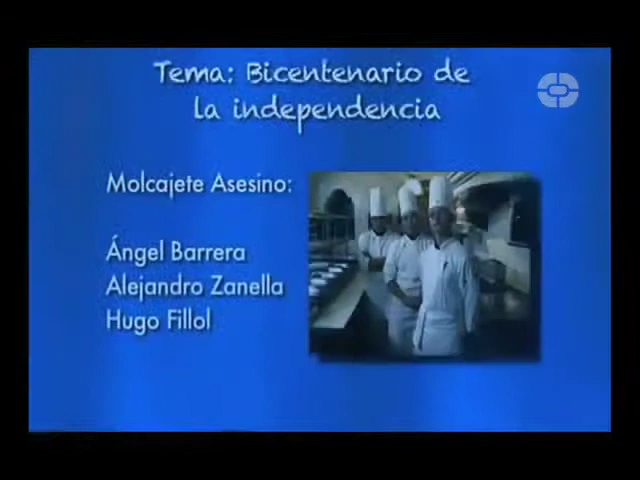 Tema: Bicentenario de
la independencia
Molcajete Asesino:
Ángel Barrera
Alejandro Zanella
Hugo Fillol